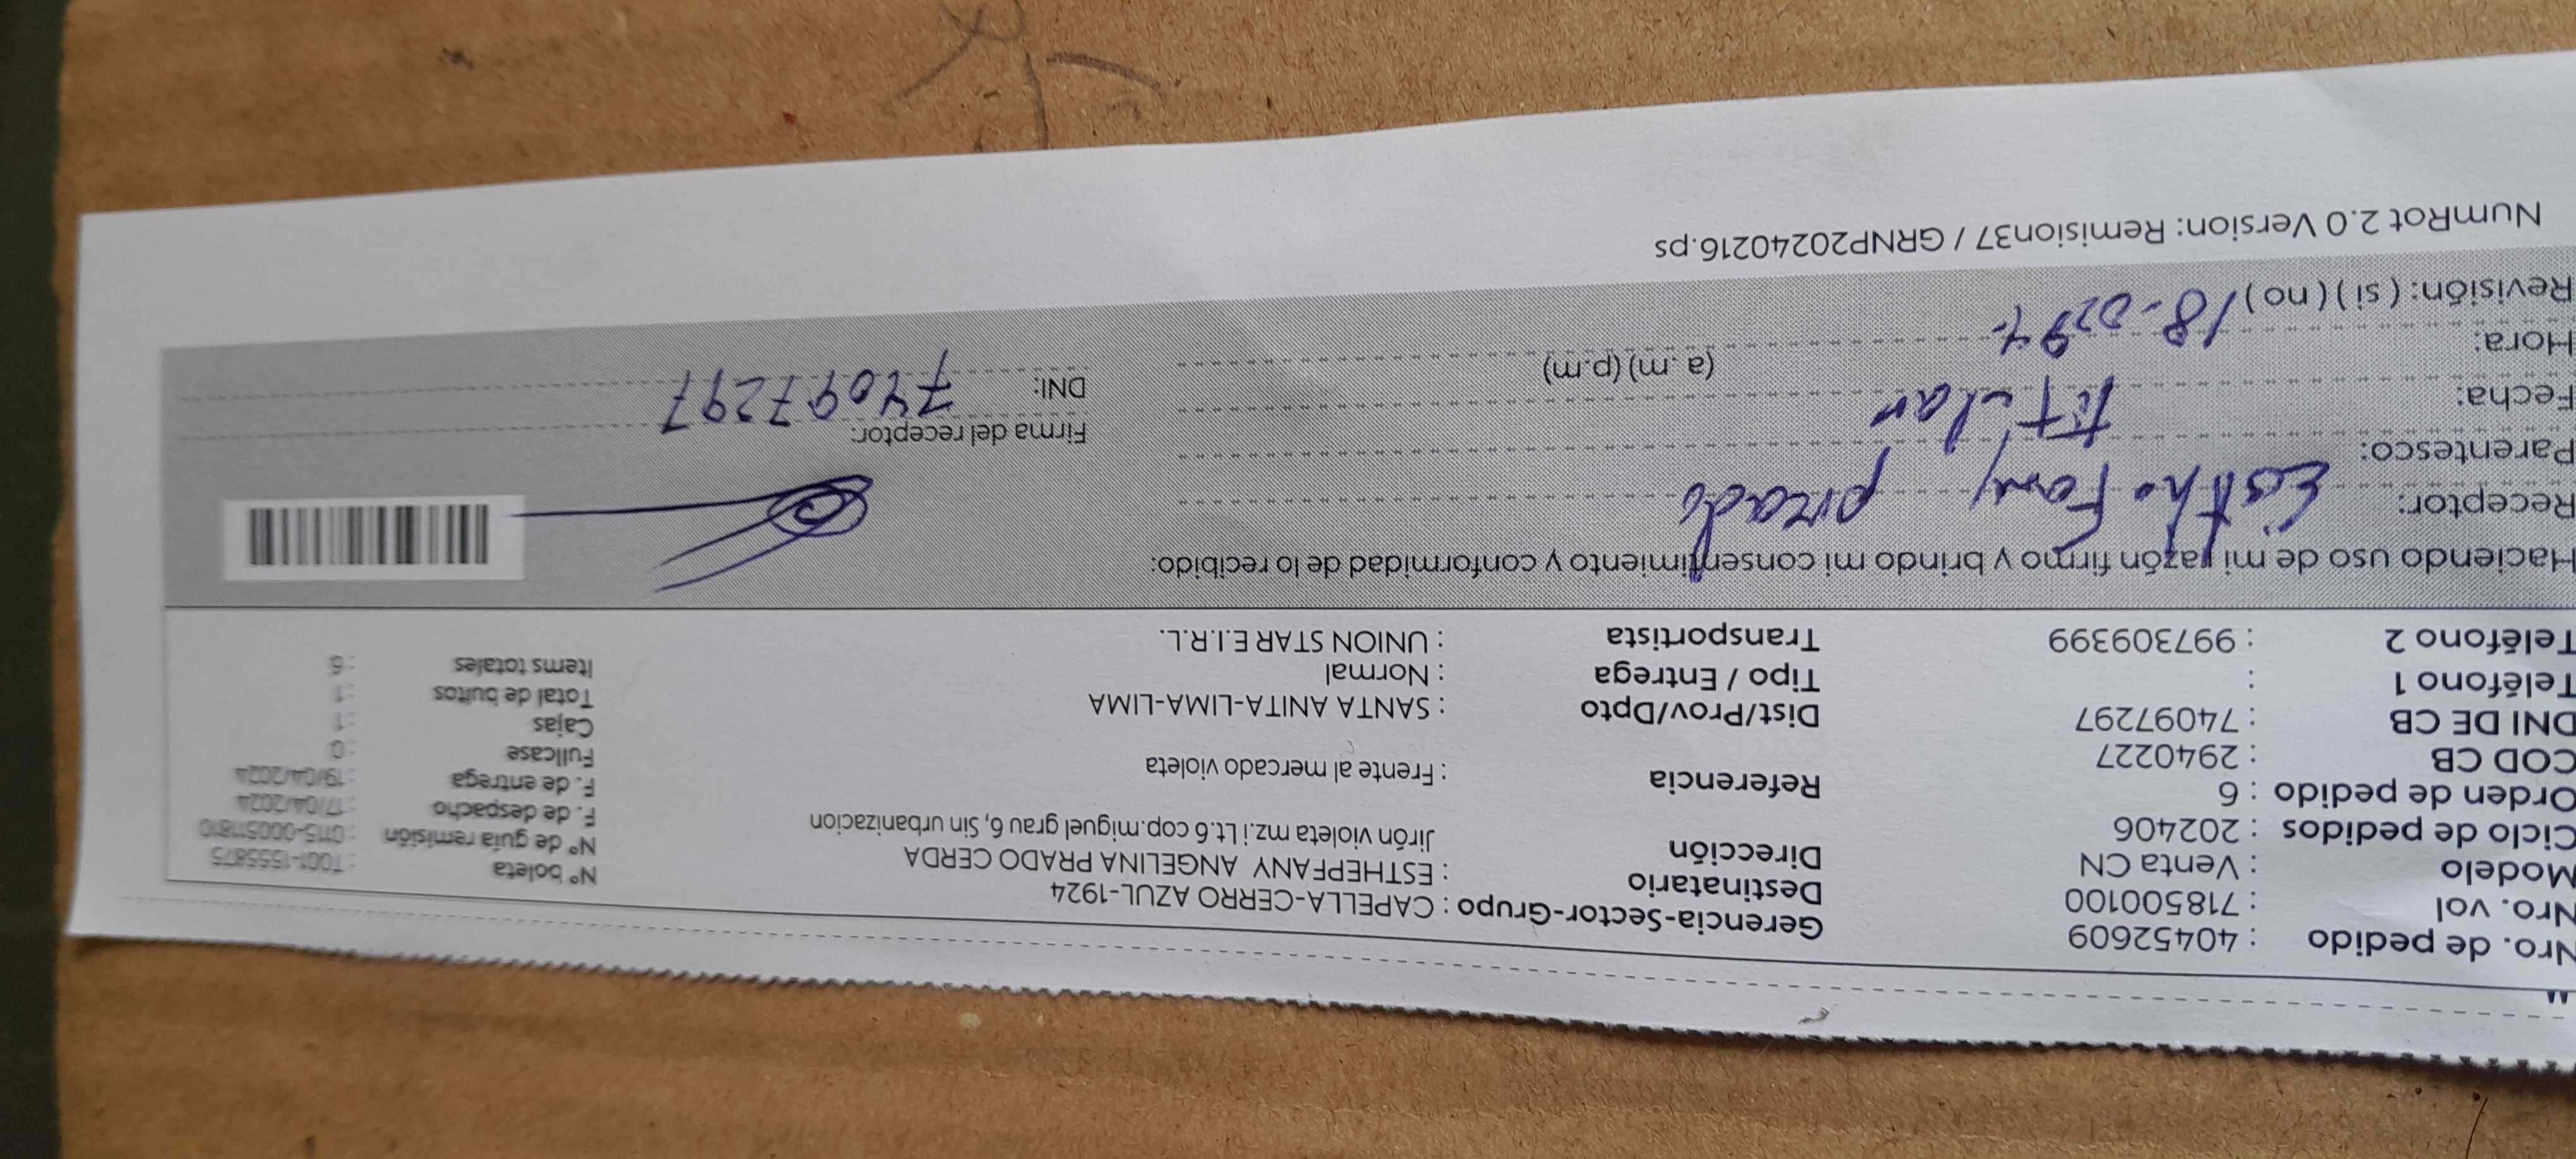 Nro. de pedido : 40452609
Nro. vol : 718500100
Modelo : Venta CN
Ciclo de pedidos : 202406
Orden de pedido : 6
COD CB : 2940227
DNI DE CB : 74097297
Teléfono 1 :
Teléfono 2 : 997309399
Gerencia-Sector-Grupo : CAPELLA-CERRO AZUL-1924
Destinatario : ESTHEPFANY ANGELINA PRADO CERDA
Dirección Jirón violeta mz.i Lt.6 cop.miguel grau 6, Sin urbanizacion
Referencia : Frente al mercado violeta
Dist/Prov/Dpto : SANTA ANITA-LIMA-LIMA
Tipo / Entrega : Normal
Transportista : UNION STAR E.I.R.L.
N° boleta : T001-1555875
N° de guía remisión : 0115-000511810
F. de despacho : 17/04/2024
F. de entrega : 19/04/2024
Fullcase : 0
Cajas : 1
Total de bultos : 1
Items totales : 6
Haciendo uso de mi razón firmo y brindo mi consentimiento y conformidad de lo recibido:
Receptor: prado
Parentesco: titular
Fecha:
Hora: (a. m) (p.m)
Revisión: ( si ) ( no )
Firma del receptor:
DNI: 74097297
NumRot 2.0 Version: Remision37 / GRNP20240216.ps